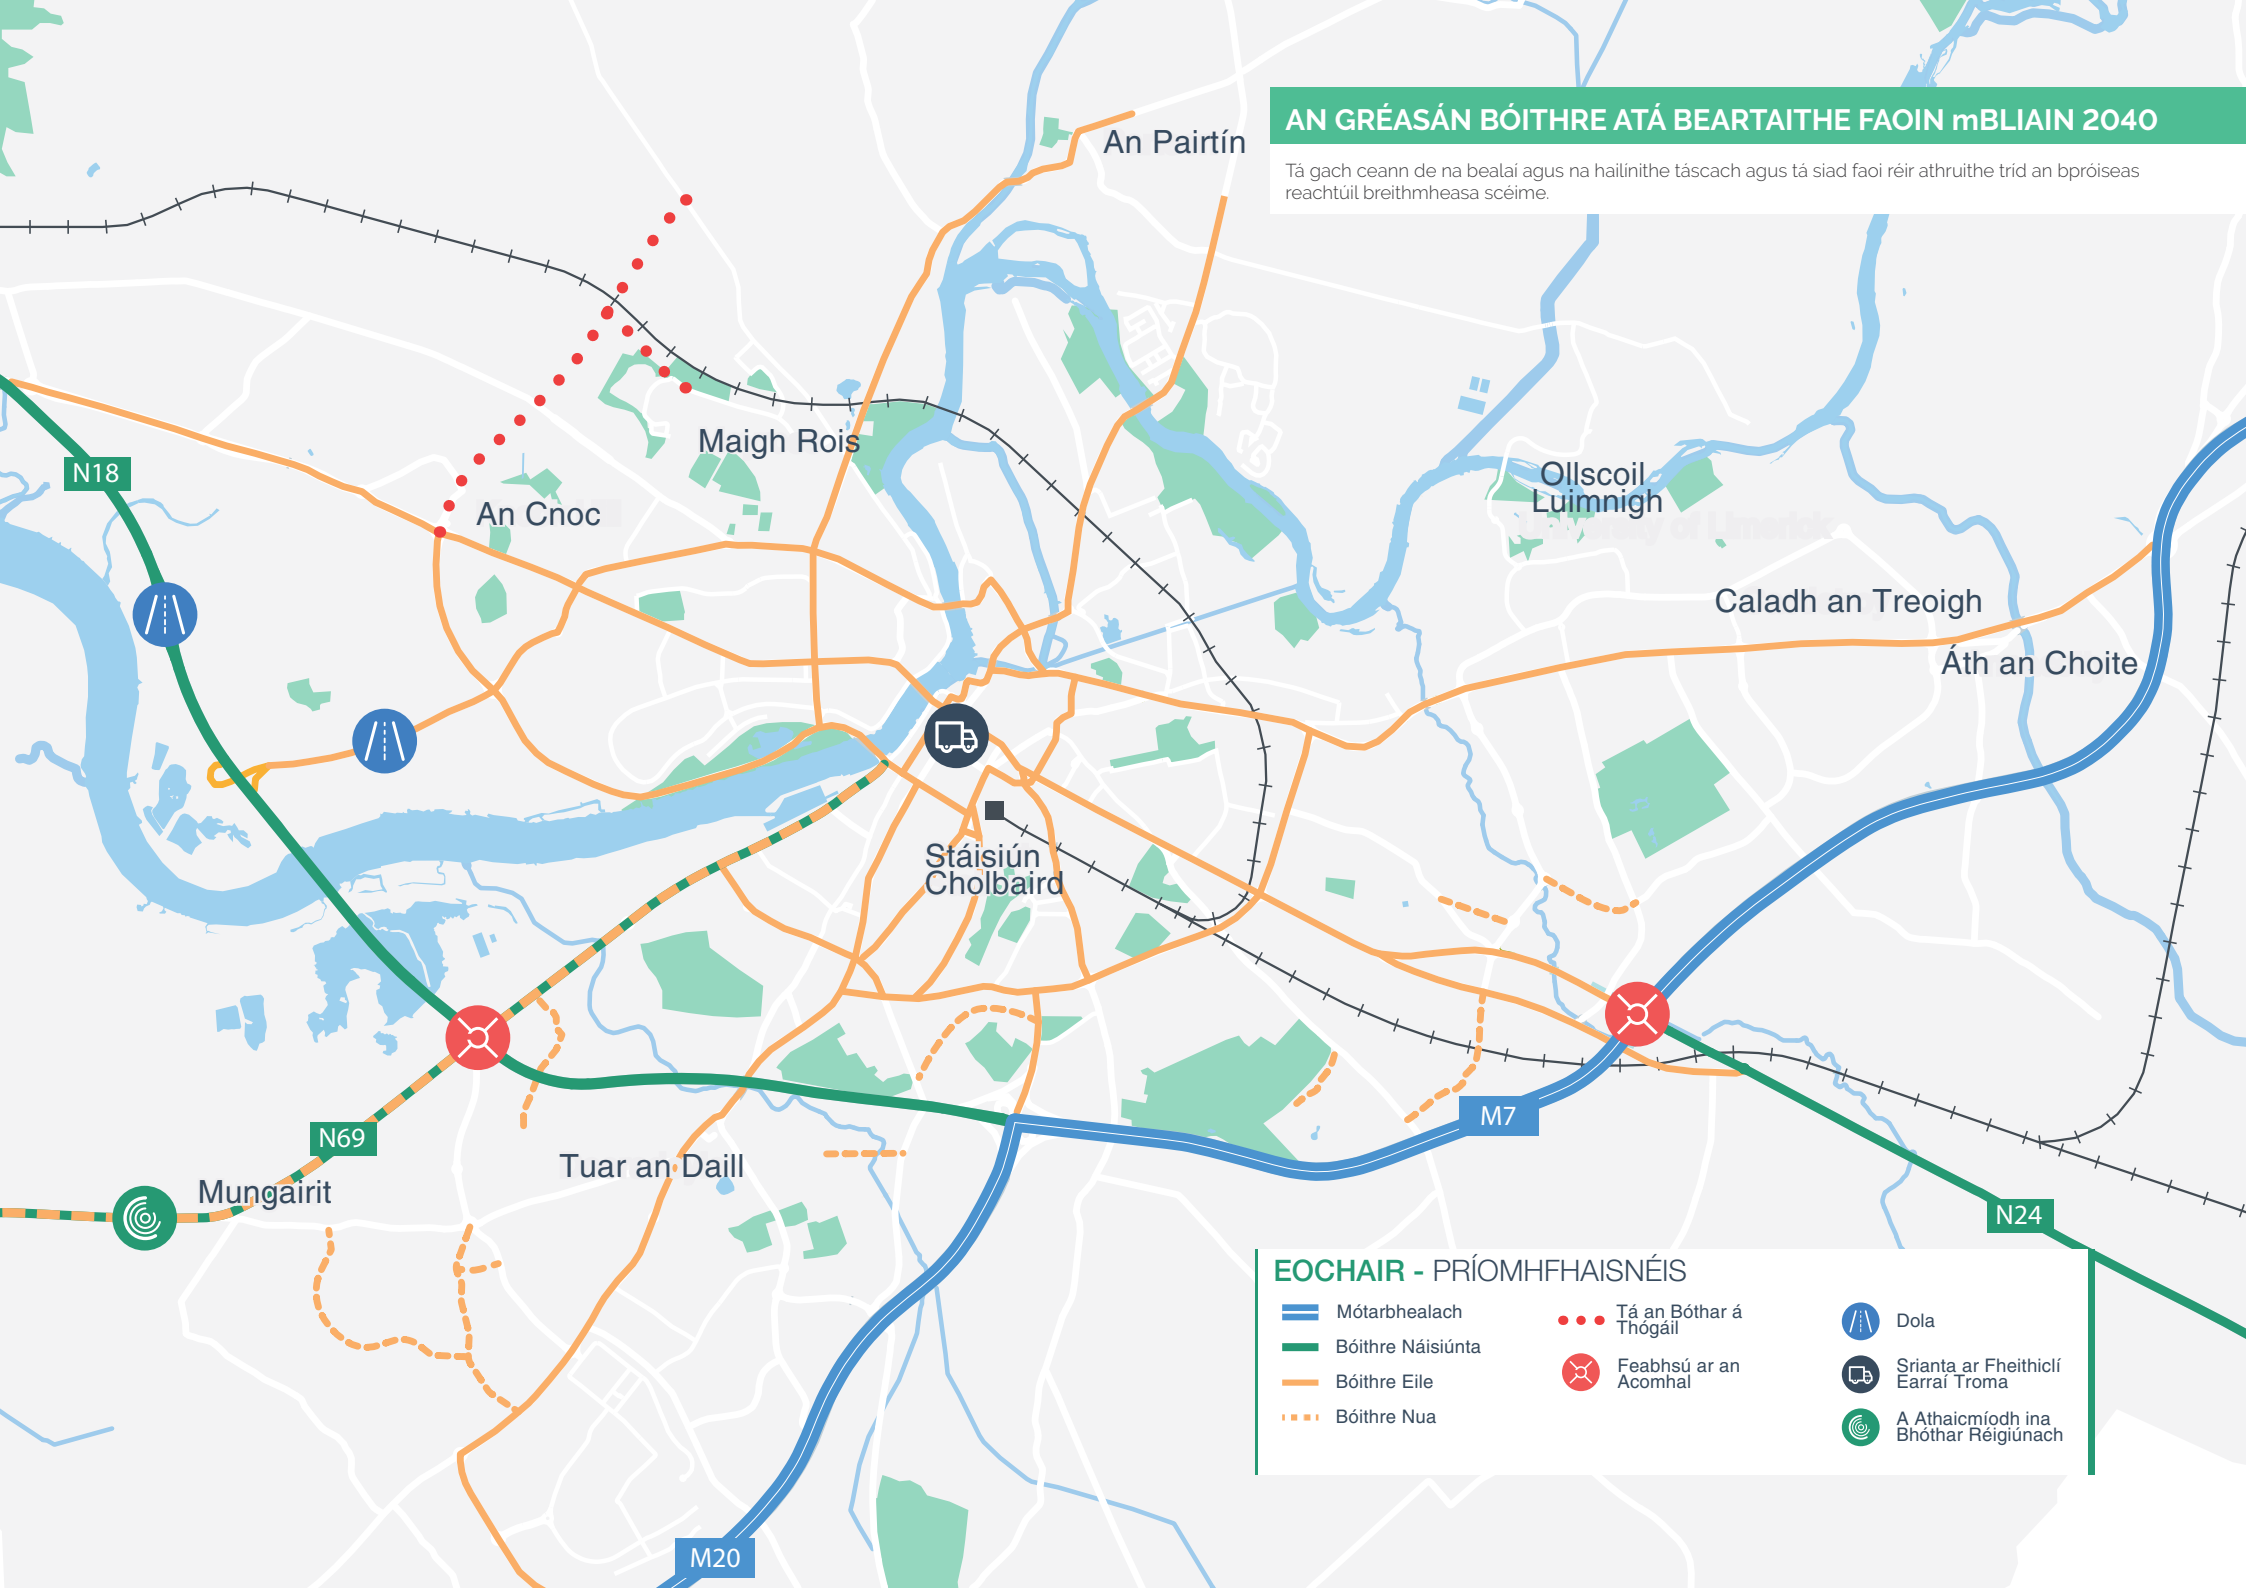 AN GRÉASÁN BÓITHRE ATÁ BEARTAITHE FAOIN mBLIAIN 2040
Tá gach ceann de na bealaí agus na hailínithe táscach agus tá siad faoi réir athruithe tríd an bpróiseas
reachtúil breithmheasa scéime.
An Pairtín
Maigh Rois
N18
An Cnoc
Ollscoil
Luimnigh
University of Limerick
Caladh an Treoigh
Áth an Choite
Stáisiún
Cholbaird
M7
N69
Tuar an Daill
Mungairit
N24
M20
EOCHAIR - PRÍOMHFHAISNÉIS
Mótarbhealach
Bóithre Náisiúnta
Bóithre Eile
Bóithre Nua
Tá an Bóthar á
Thógáil
Feabhsú ar an
Acomhal
Dola
Srianta ar Fheithiclí
Earraí Troma
A Athaicmíodh ina
Bhóthar Réigiúnach